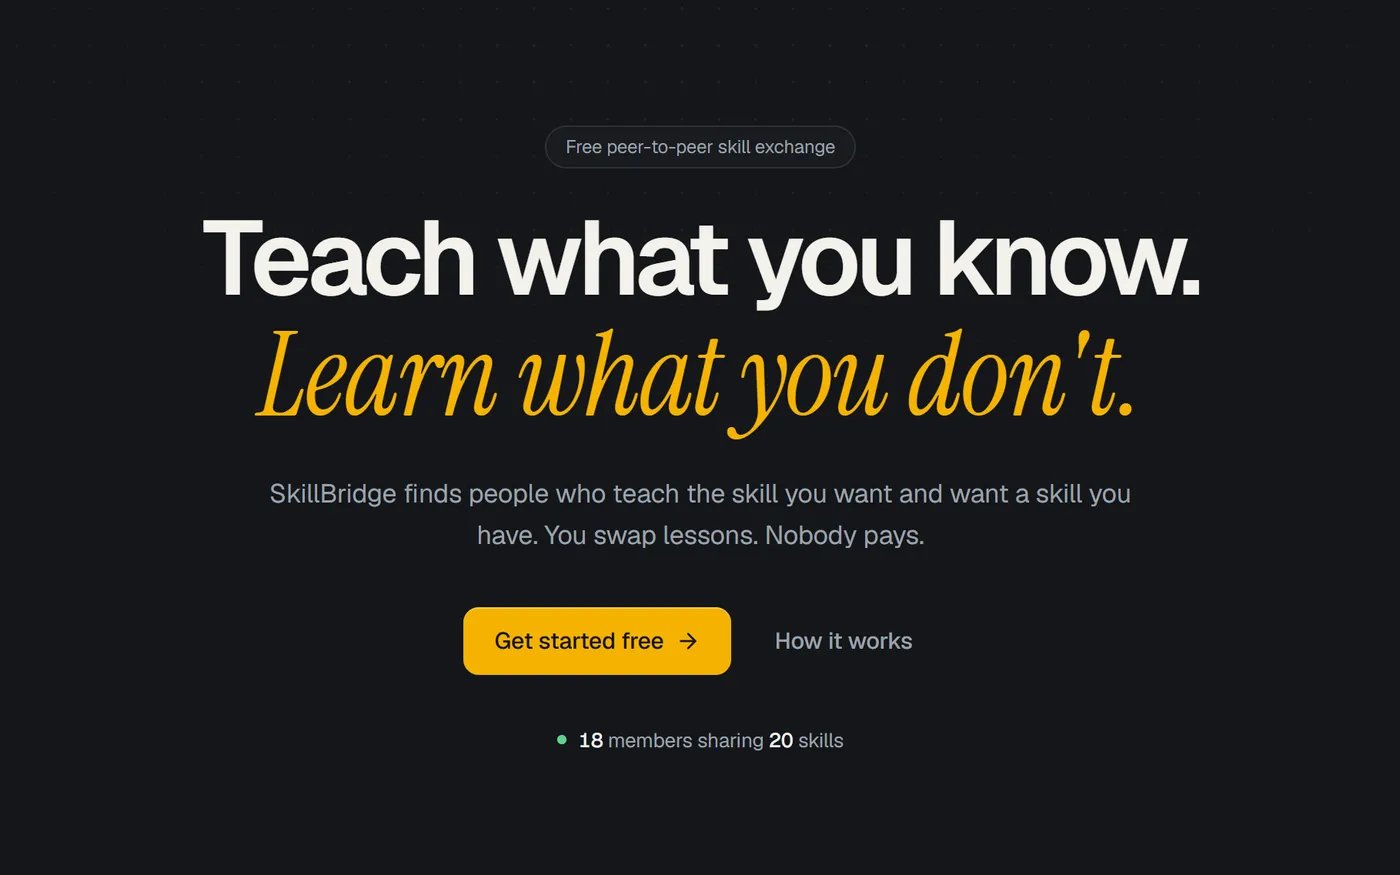 Free peer-to-peer skill exchange
Teach what you know.
Learn what you don't.
SkillBridge finds people who teach the skill you want and want a skill you
have. You swap lessons. Nobody pays.
Get started free →
How it works
18 members sharing 20 skills